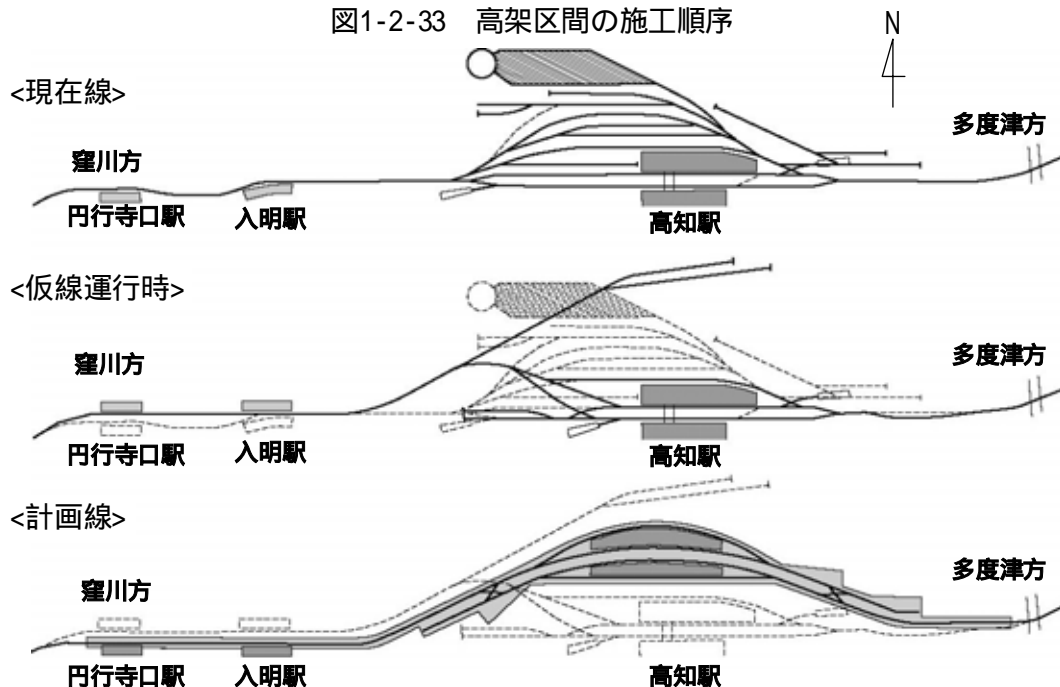 図1-2-33 高架区間の施工順序
N
<現在線>
多度津方
窪川方
円行寺口駅
入明駅
高知駅
<仮線運行時>
窪川方
多度津方
円行寺口駅
入明駅
高知駅
<計画線>
多度津方
窪川方
円行寺口駅
入明駅
高知駅